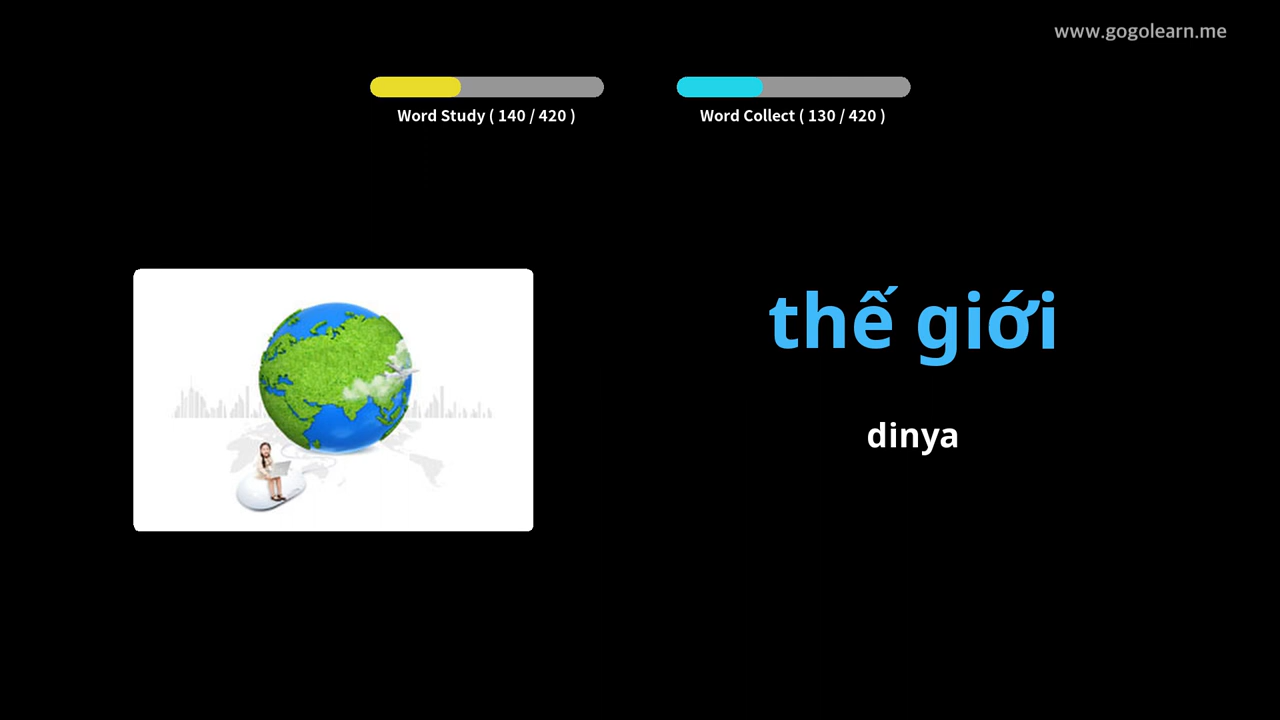 www.gogolearn.me
Word Study ( 140 / 420 )
Word Collect ( 130 / 420 )
thế giới
dinya